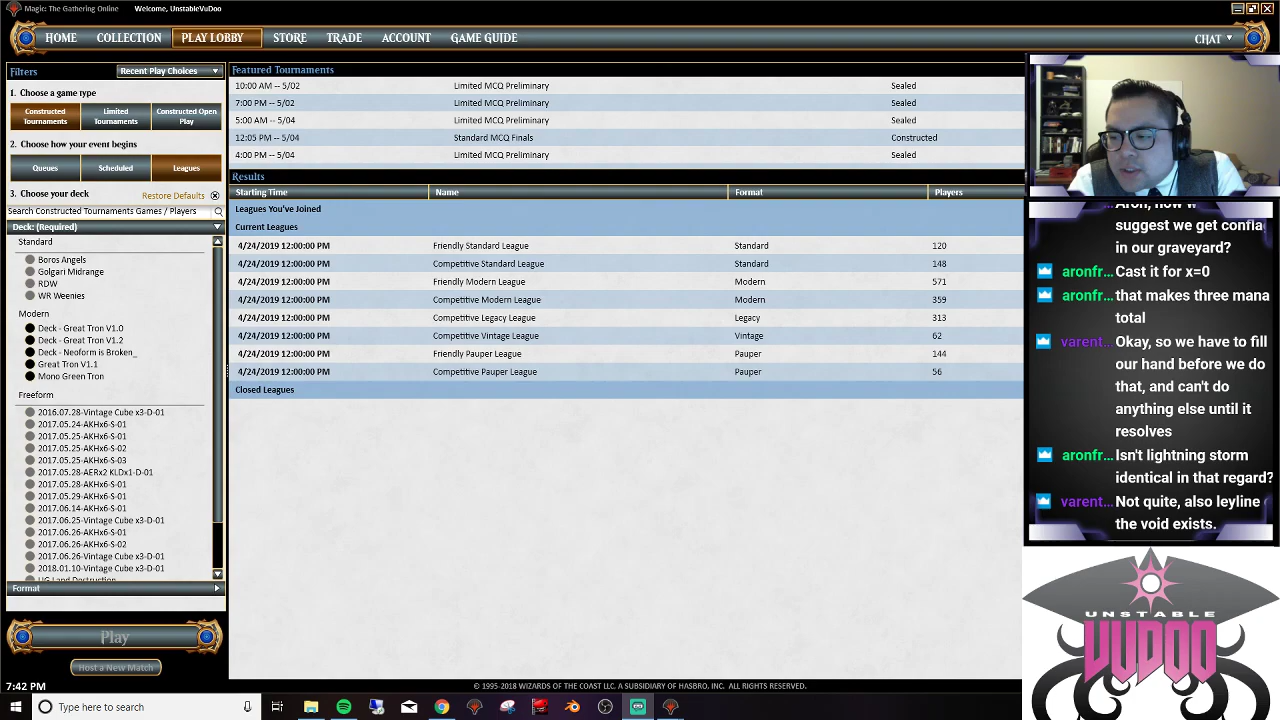 Magic: The Gathering Online
Welcome, UnstableVuDoo
HOME COLLECTION PLAY LOBBY STORE TRADE ACCOUNT GAME GUIDE CHAT
Filters
Recent Play Choices
1. Choose a game type
Constructed Tournaments
Limited Tournaments
Constructed Open Play
2. Choose how your event begins
Queues
Scheduled
Leagues
3. Choose your deck
Restore Defaults
Search Constructed Tournaments Games / Players
Deck: (Required)
Standard
Boros Angels
Golgari Midrange
RDW
WR Weenies
Modern
Deck - Great Tron V1.0
Deck - Great Tron V1.2
Deck - Neoform is Broken_
Great Tron V1.1
Mono Green Tron
Freeform
2016.07.28-Vintage Cube x3-D-01
2017.05.24-AKHx6-S-01
2017.05.25-AKHx6-S-01
2017.05.25-AKHx6-S-02
2017.05.25-AKHx6-S-03
2017.05.28-AERx2 KLDx1-D-01
2017.05.28-AKHx6-S-01
2017.05.29-AKHx6-S-01
2017.06.14-AKHx6-S-01
2017.06.25-Vintage Cube x3-D-01
2017.06.26-AKHx6-S-01
2017.06.26-AKHx6-S-02
2017.06.26-Vintage Cube x3-D-01
2018.01.10-Vintage Cube x3-D-01
UG Land Destruction
Format
Play
Host a New Match
7:42 PM
Featured Tournaments
10:00 AM -- 5/02 Limited MCQ Preliminary Sealed
7:00 PM -- 5/02 Limited MCQ Preliminary Sealed
5:00 AM -- 5/04 Limited MCQ Preliminary Sealed
12:05 PM -- 5/04 Standard MCQ Finals Constructed
4:00 PM -- 5/04 Limited MCQ Preliminary Sealed
Results
Starting Time Name Format Players
Leagues You've Joined
Current Leagues
4/24/2019 12:00:00 PM Friendly Standard League Standard 120
4/24/2019 12:00:00 PM Competitive Standard League Standard 148
4/24/2019 12:00:00 PM Friendly Modern League Modern 571
4/24/2019 12:00:00 PM Competitive Modern League Modern 359
4/24/2019 12:00:00 PM Competitive Legacy League Legacy 313
4/24/2019 12:00:00 PM Competitive Vintage League Vintage 62
4/24/2019 12:00:00 PM Friendly Pauper League Pauper 144
4/24/2019 12:00:00 PM Competitive Pauper League Pauper 56
Closed Leagues
© 1995-2018 WIZARDS OF THE COAST LLC. A SUBSIDIARY OF HASBRO, INC. ALL RIGHTS RESERVED.
suggest we get confla
in our graveyard?
aronfr... Cast it for x=0
aronfr... that makes three mana
total
varent... Okay, so we have to fill
our hand before we do
that, and can't do
anything else until it
resolves
aronfr... Isn't lightning storm
identical in that regard?
varent... Not quite, also leyline
the void exists.
UNSTABLE
VUDOO
Type here to search